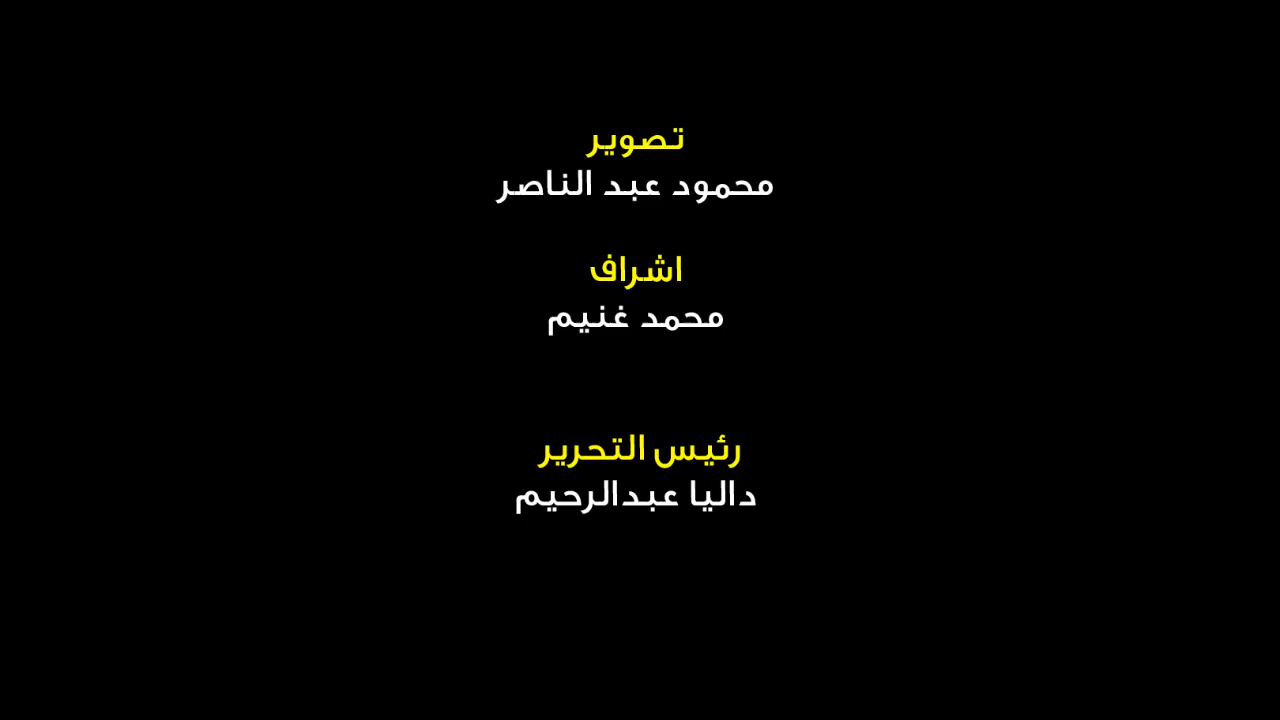 تصوير
محمود عبد الناصر
اشراف
محمد غنيم
رئيس التحرير
داليا عبدالرحيم